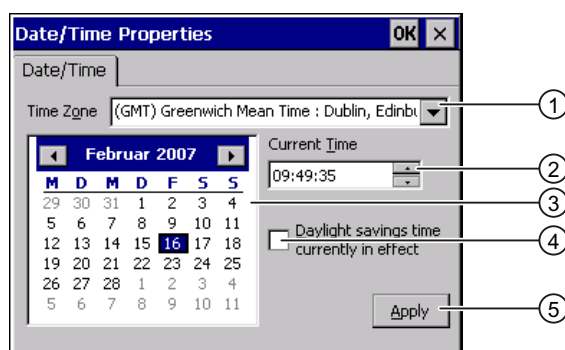 Date/Time Properties OK ×
Date/Time
Time Zone (GMT) Greenwich Mean Time : Dublin, Edinbu
1
Februar 2007
Current Time
M D M D F S S
09:49:35
2
29 30 31 1 2 3 4
3
5 6 7 8 9 10 11
Daylight savings time
4
12 13 14 15 16 17 18
currently in effect
19 20 21 22 23 24 25
26 27 28 1 2 3 4
5 6 7 8 9 10 11
Apply
5